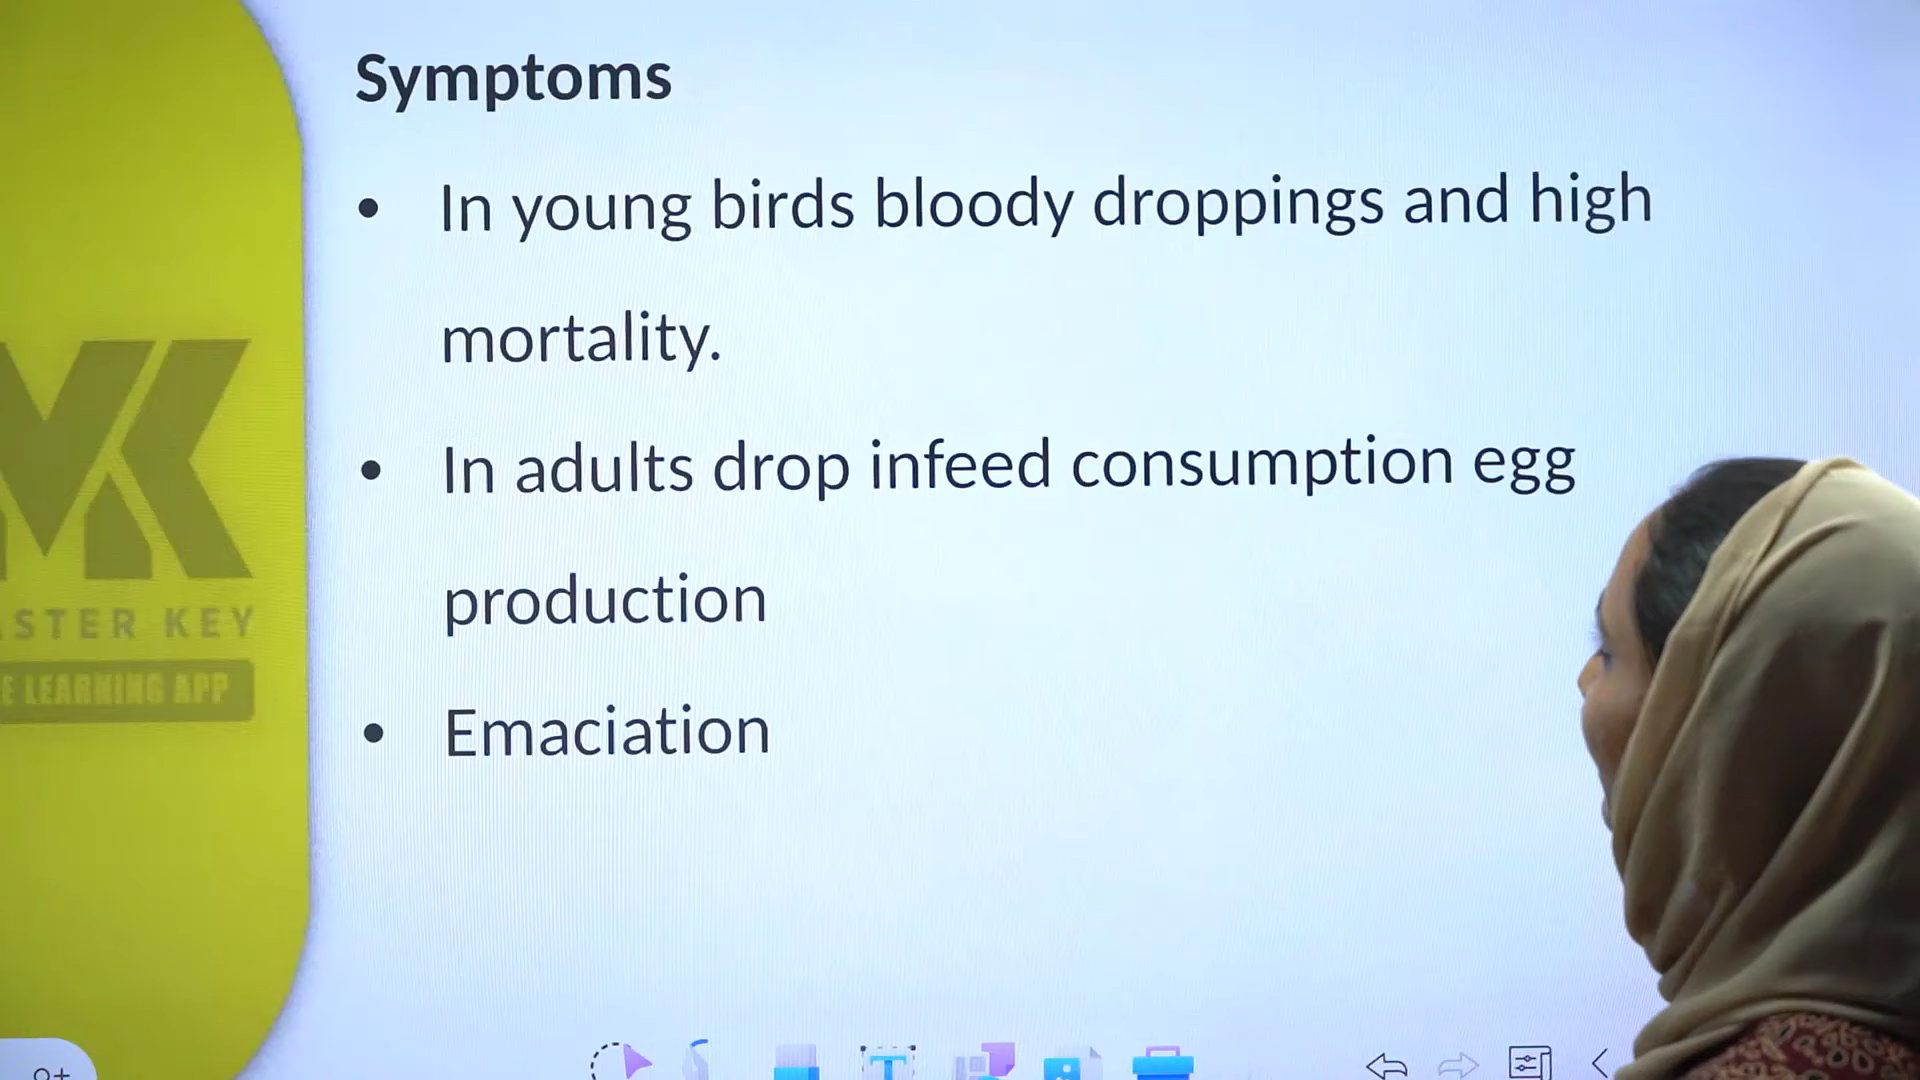 Symptoms
• In young birds bloody droppings and high
mortality.
• In adults drop infeed consumption egg
production
• Emaciation
MK
STER KEY
E LEARNING APP